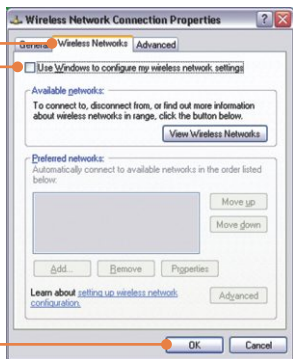 Wireless Network Connection Properties
General Wireless Networks Advanced
Use Windows to configure my wireless network settings
Available networks:
To connect to, disconnect from, or find out more information
about wireless networks in range, click the button below.
View Wireless Networks
Preferred networks:
Automatically connect to available networks in the order listed
below:
Move up
Move down
Add... Remove Properties
Learn about setting up wireless network
configuration.
Advanced
OK Cancel